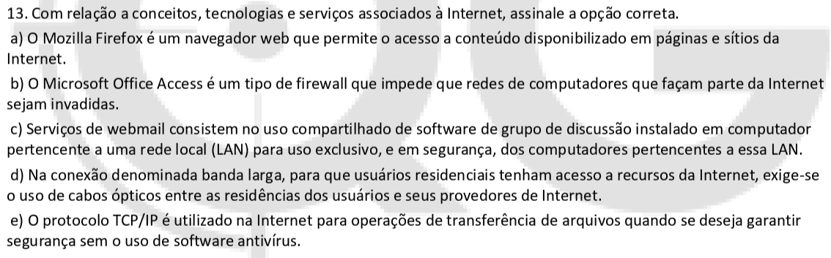 13. Com relação a conceitos, tecnologias e serviços associados à Internet, assinale a opção correta.
a) O Mozilla Firefox é um navegador web que permite o acesso a conteúdo disponibilizado em páginas e sítios da
Internet.
b) O Microsoft Office Access é um tipo de firewall que impede que redes de computadores que façam parte da Internet
sejam invadidas.
c) Serviços de webmail consistem no uso compartilhado de software de grupo de discussão instalado em computador
pertencente a uma rede local (LAN) para uso exclusivo, e em segurança, dos computadores pertencentes a essa LAN.
d) Na conexão denominada banda larga, para que usuários residenciais tenham acesso a recursos da Internet, exige-se
o uso de cabos ópticos entre as residências dos usuários e seus provedores de Internet.
e) O protocolo TCP/IP é utilizado na Internet para operações de transferência de arquivos quando se deseja garantir
segurança sem o uso de software antivírus.